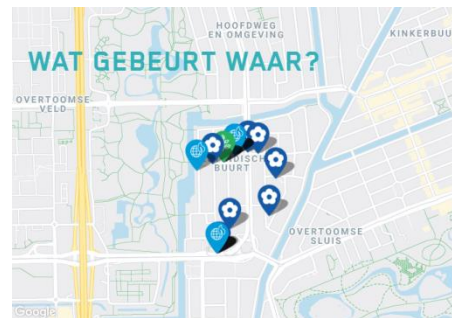 HOOFDWEG
EN OMGEVING
KINKERBUU
WAT GEBEURT WAAR?
OVERTOOMSE
VELD
BUURT
OVERTOOMSE
SLUIS
Google